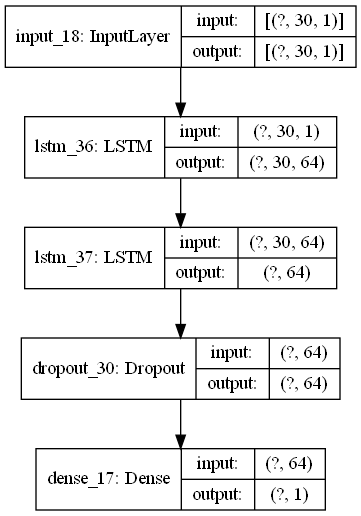 input_18: InputLayer
input: [(?, 30, 1)]
output: [(?, 30, 1)]
lstm_36: LSTM
input: (?, 30, 1)
output: (?, 30, 64)
lstm_37: LSTM
input: (?, 30, 64)
output: (?, 64)
dropout_30: Dropout
input: (?, 64)
output: (?, 64)
dense_17: Dense
input: (?, 64)
output: (?, 1)